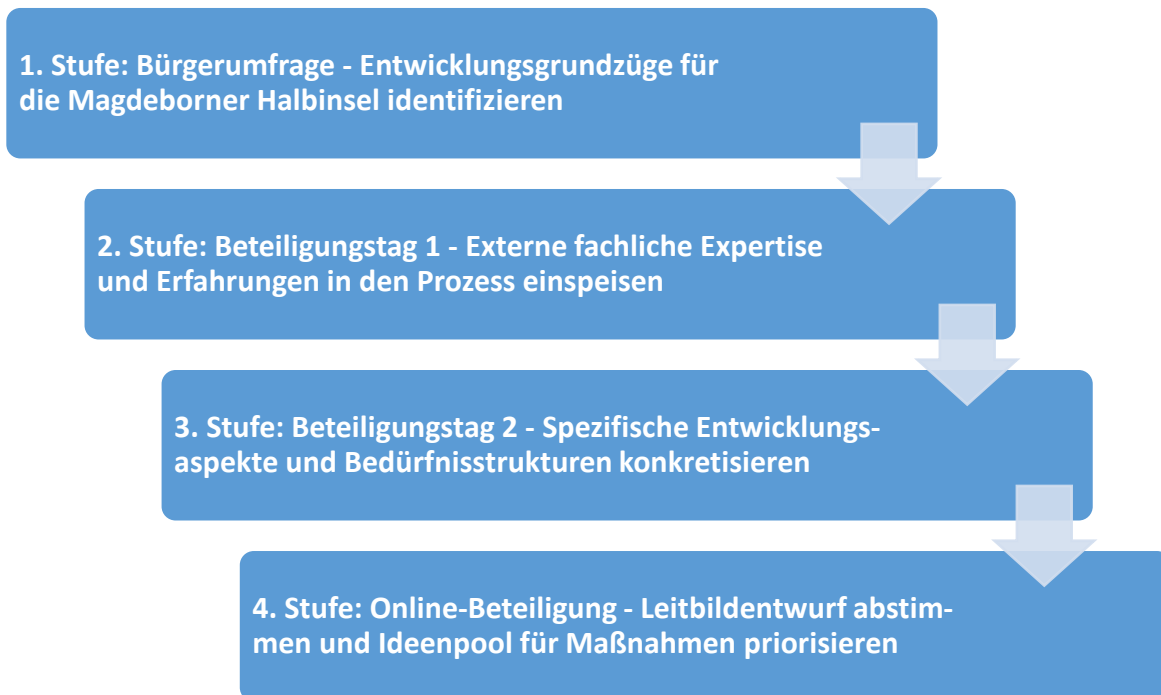 1. Stufe: Bürgerumfrage - Entwicklungsgrundzüge für
die Magdeborner Halbinsel identifizieren
2. Stufe: Beteiligungstag 1 - Externe fachliche Expertise
und Erfahrungen in den Prozess einspeisen
3. Stufe: Beteiligungstag 2 - Spezifische Entwicklungs-
aspekte und Bedürfnisstrukturen konkretisieren
4. Stufe: Online-Beteiligung - Leitbildentwurf abstim-
men und Ideenpool für Maßnahmen priorisieren